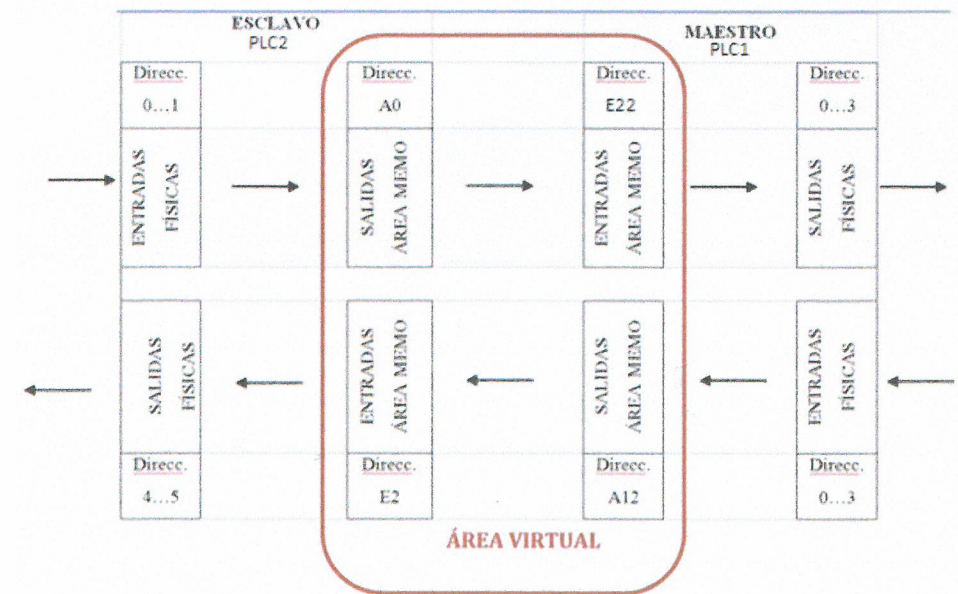 ESCLAVO
PLC2
MAESTRO
PLC1
Direcc.
0...1
Direcc.
A0
Direcc.
E22
Direcc.
0...3
ENTRADAS
FÍSICAS
SALIDAS
ÁREA MEMO
ENTRADAS
ÁREA MEMO
SALIDAS
FÍSICAS
SALIDAS
FÍSICAS
ENTRADAS
ÁREA MEMO
SALIDAS
ÁREA MEMO
ENTRADAS
FÍSICAS
Direcc.
4...5
Direcc.
E2
Direcc.
A12
Direcc.
0...3
ÁREA VIRTUAL